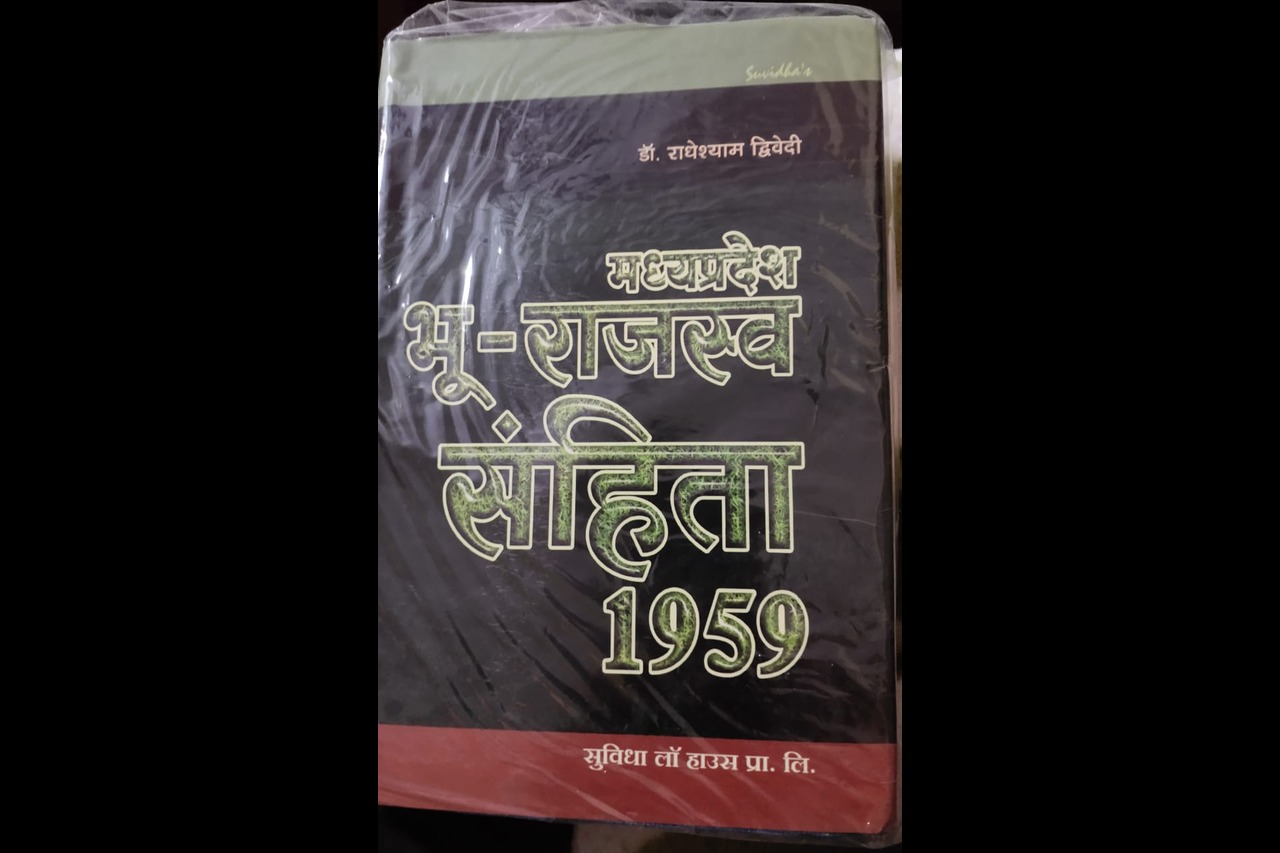 Suvidha's
डॉ. राधेश्याम द्विवेदी
मध्यप्रदेश
भू-राजस्व
संहिता
1959
सुविधा लॉ हाउस प्रा. लि.